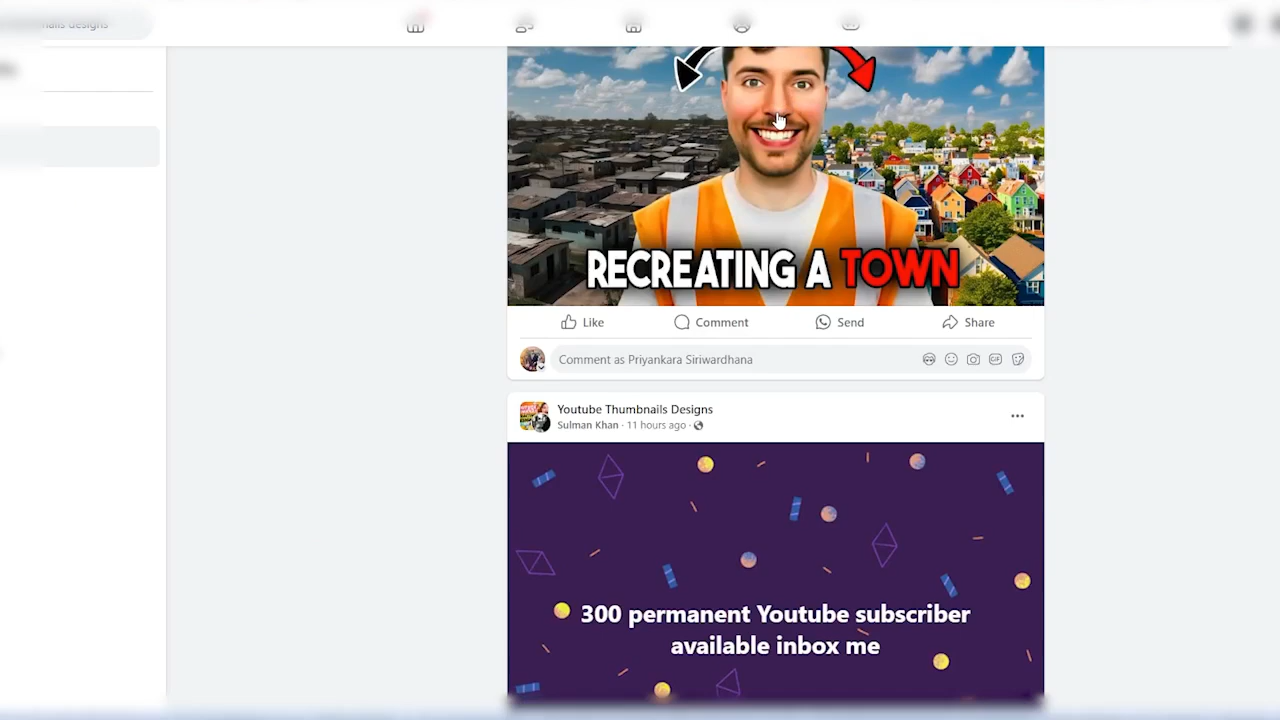 nails designs
RECREATING A TOWN
Like Comment Send Share
Comment as Priyankara Siriwardhana
GIF
Youtube Thumbnails Designs
Sulman Khan · 11 hours ago ·
300 permanent Youtube subscriber
available inbox me